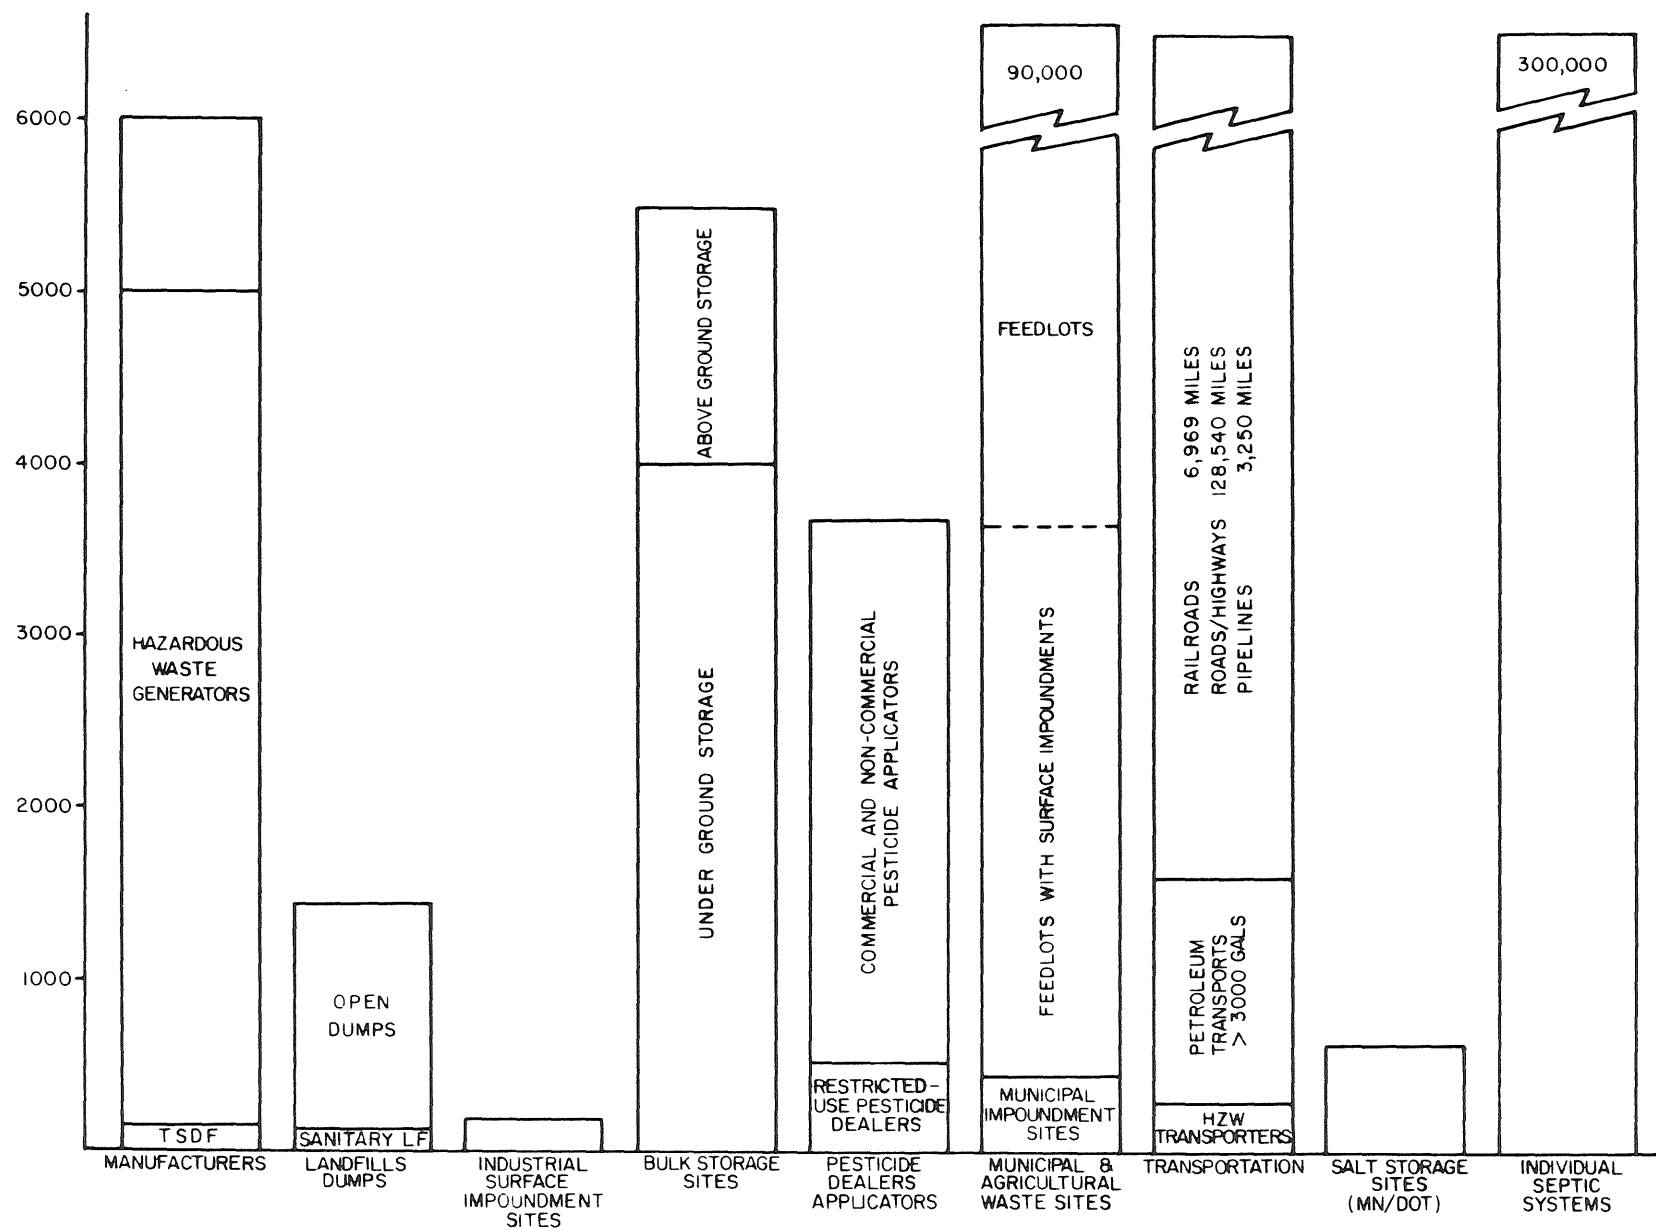 6000
5000
4000
3000
2000
1000
HAZARDOUS
WASTE
GENERATORS
TSDF
MANUFACTURERS
OPEN
DUMPS
SANITARY LF
LANDFILLS
DUMPS
INDUSTRIAL
SURFACE
IMPOUNDMENT
SITES
ABOVE GROUND STORAGE
UNDER GROUND STORAGE
BULK STORAGE
SITES
COMMERCIAL AND NON-COMMERCIAL
PESTICIDE APPLICATORS
RESTRICTED-
USE PESTICIDE
DEALERS
PESTICIDE
DEALERS
APPLICATORS
90,000
FEEDLOTS
FEEDLOTS WITH SURFACE IMPOUNDMENTS
MUNICIPAL
IMPOUNDMENT
SITES
MUNICIPAL &
AGRICULTURAL
WASTE SITES
RAILROADS 6,969 MILES
ROADS/HIGHWAYS 128,540 MILES
PIPELINES 3,250 MILES
PETROLEUM
TRANSPORTS
> 3000 GALS
HZW
TRANSPORTERS
TRANSPORTATION
SALT STORAGE
SITES
(MN/DOT)
300,000
INDIVIDUAL
SEPTIC
SYSTEMS